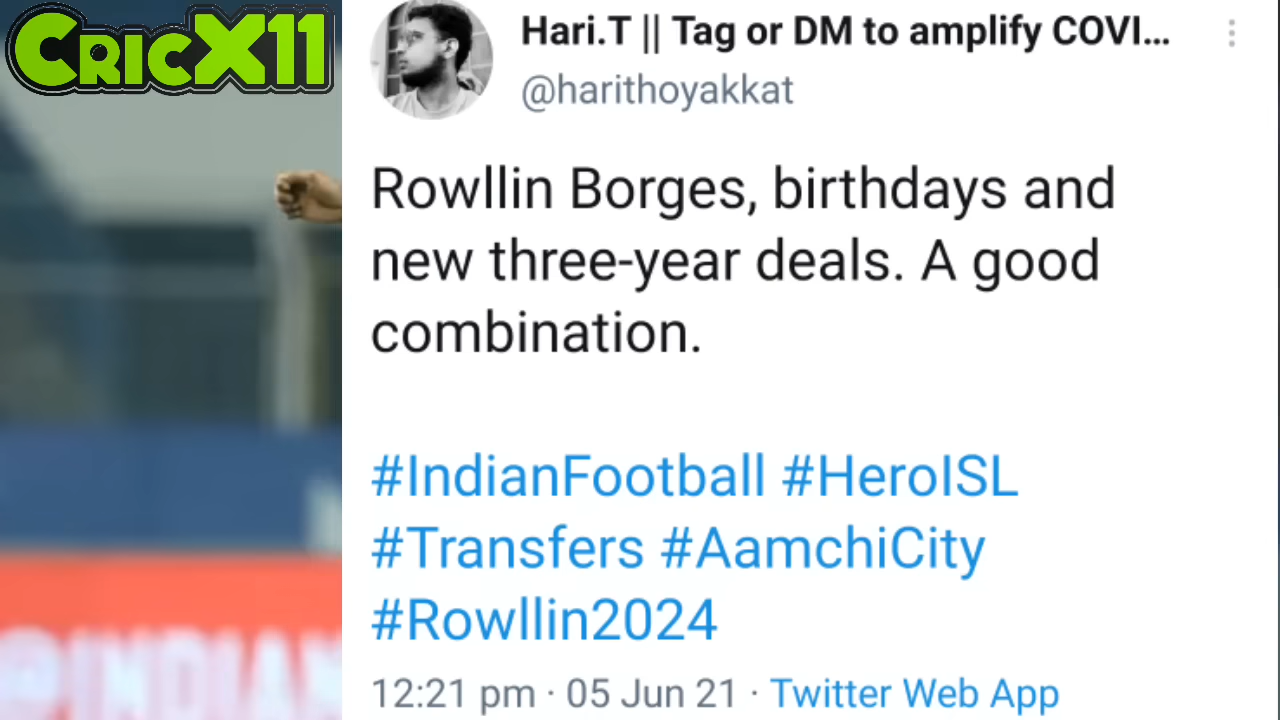 CricX11
Hari.T || Tag or DM to amplify COVI...
@harithoyakkat
Rowllin Borges, birthdays and
new three-year deals. A good
combination.
#IndianFootball #HeroISL
#Transfers #AamchiCity
#Rowllin2024
12:21 pm · 05 Jun 21 · Twitter Web App
@INDIAN